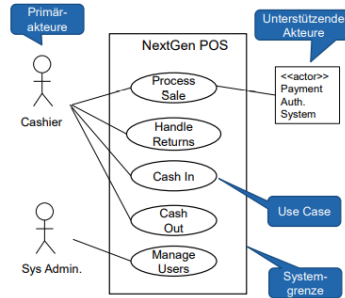 Primär-
akteure
Unterstützende
Akteure
NextGen POS
Process
Sale
<<actor>>
Payment
Auth.
System
Cashier
Handle
Returns
Cash In
Use Case
Cash
Out
Manage
Users
Sys Admin.
System-
grenze